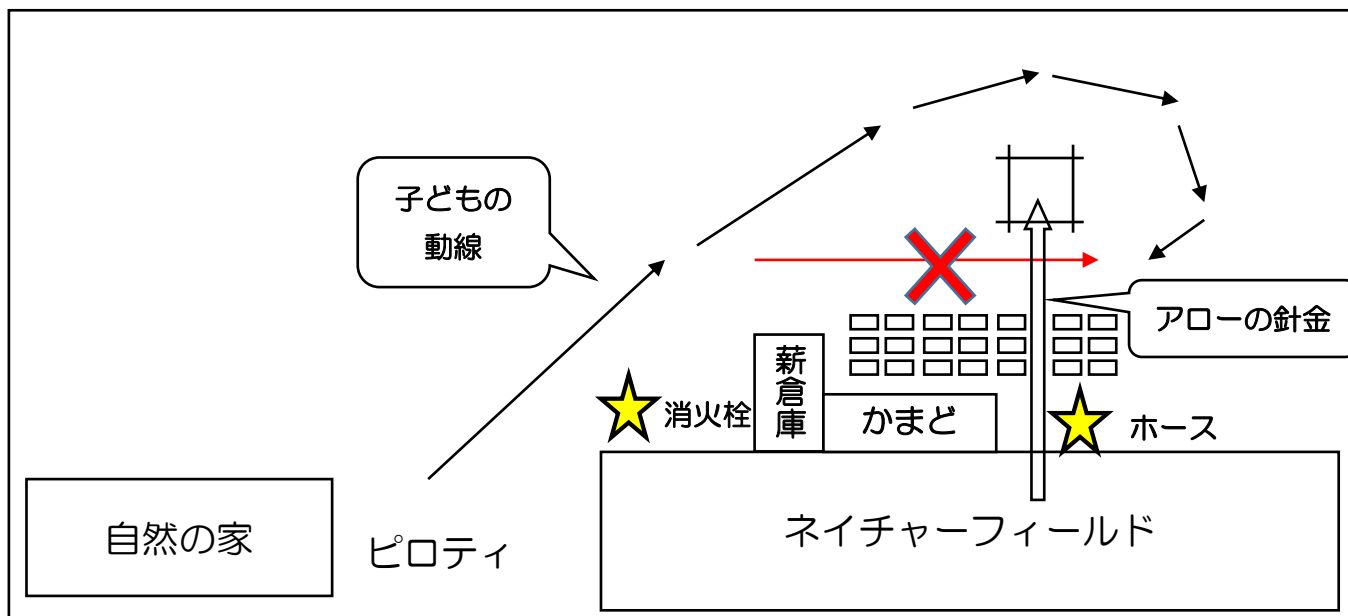 子どもの
動線
アローの針金
薪倉庫
消火栓
かまど
ホース
自然の家
ピロティ
ネイチャーフィールド